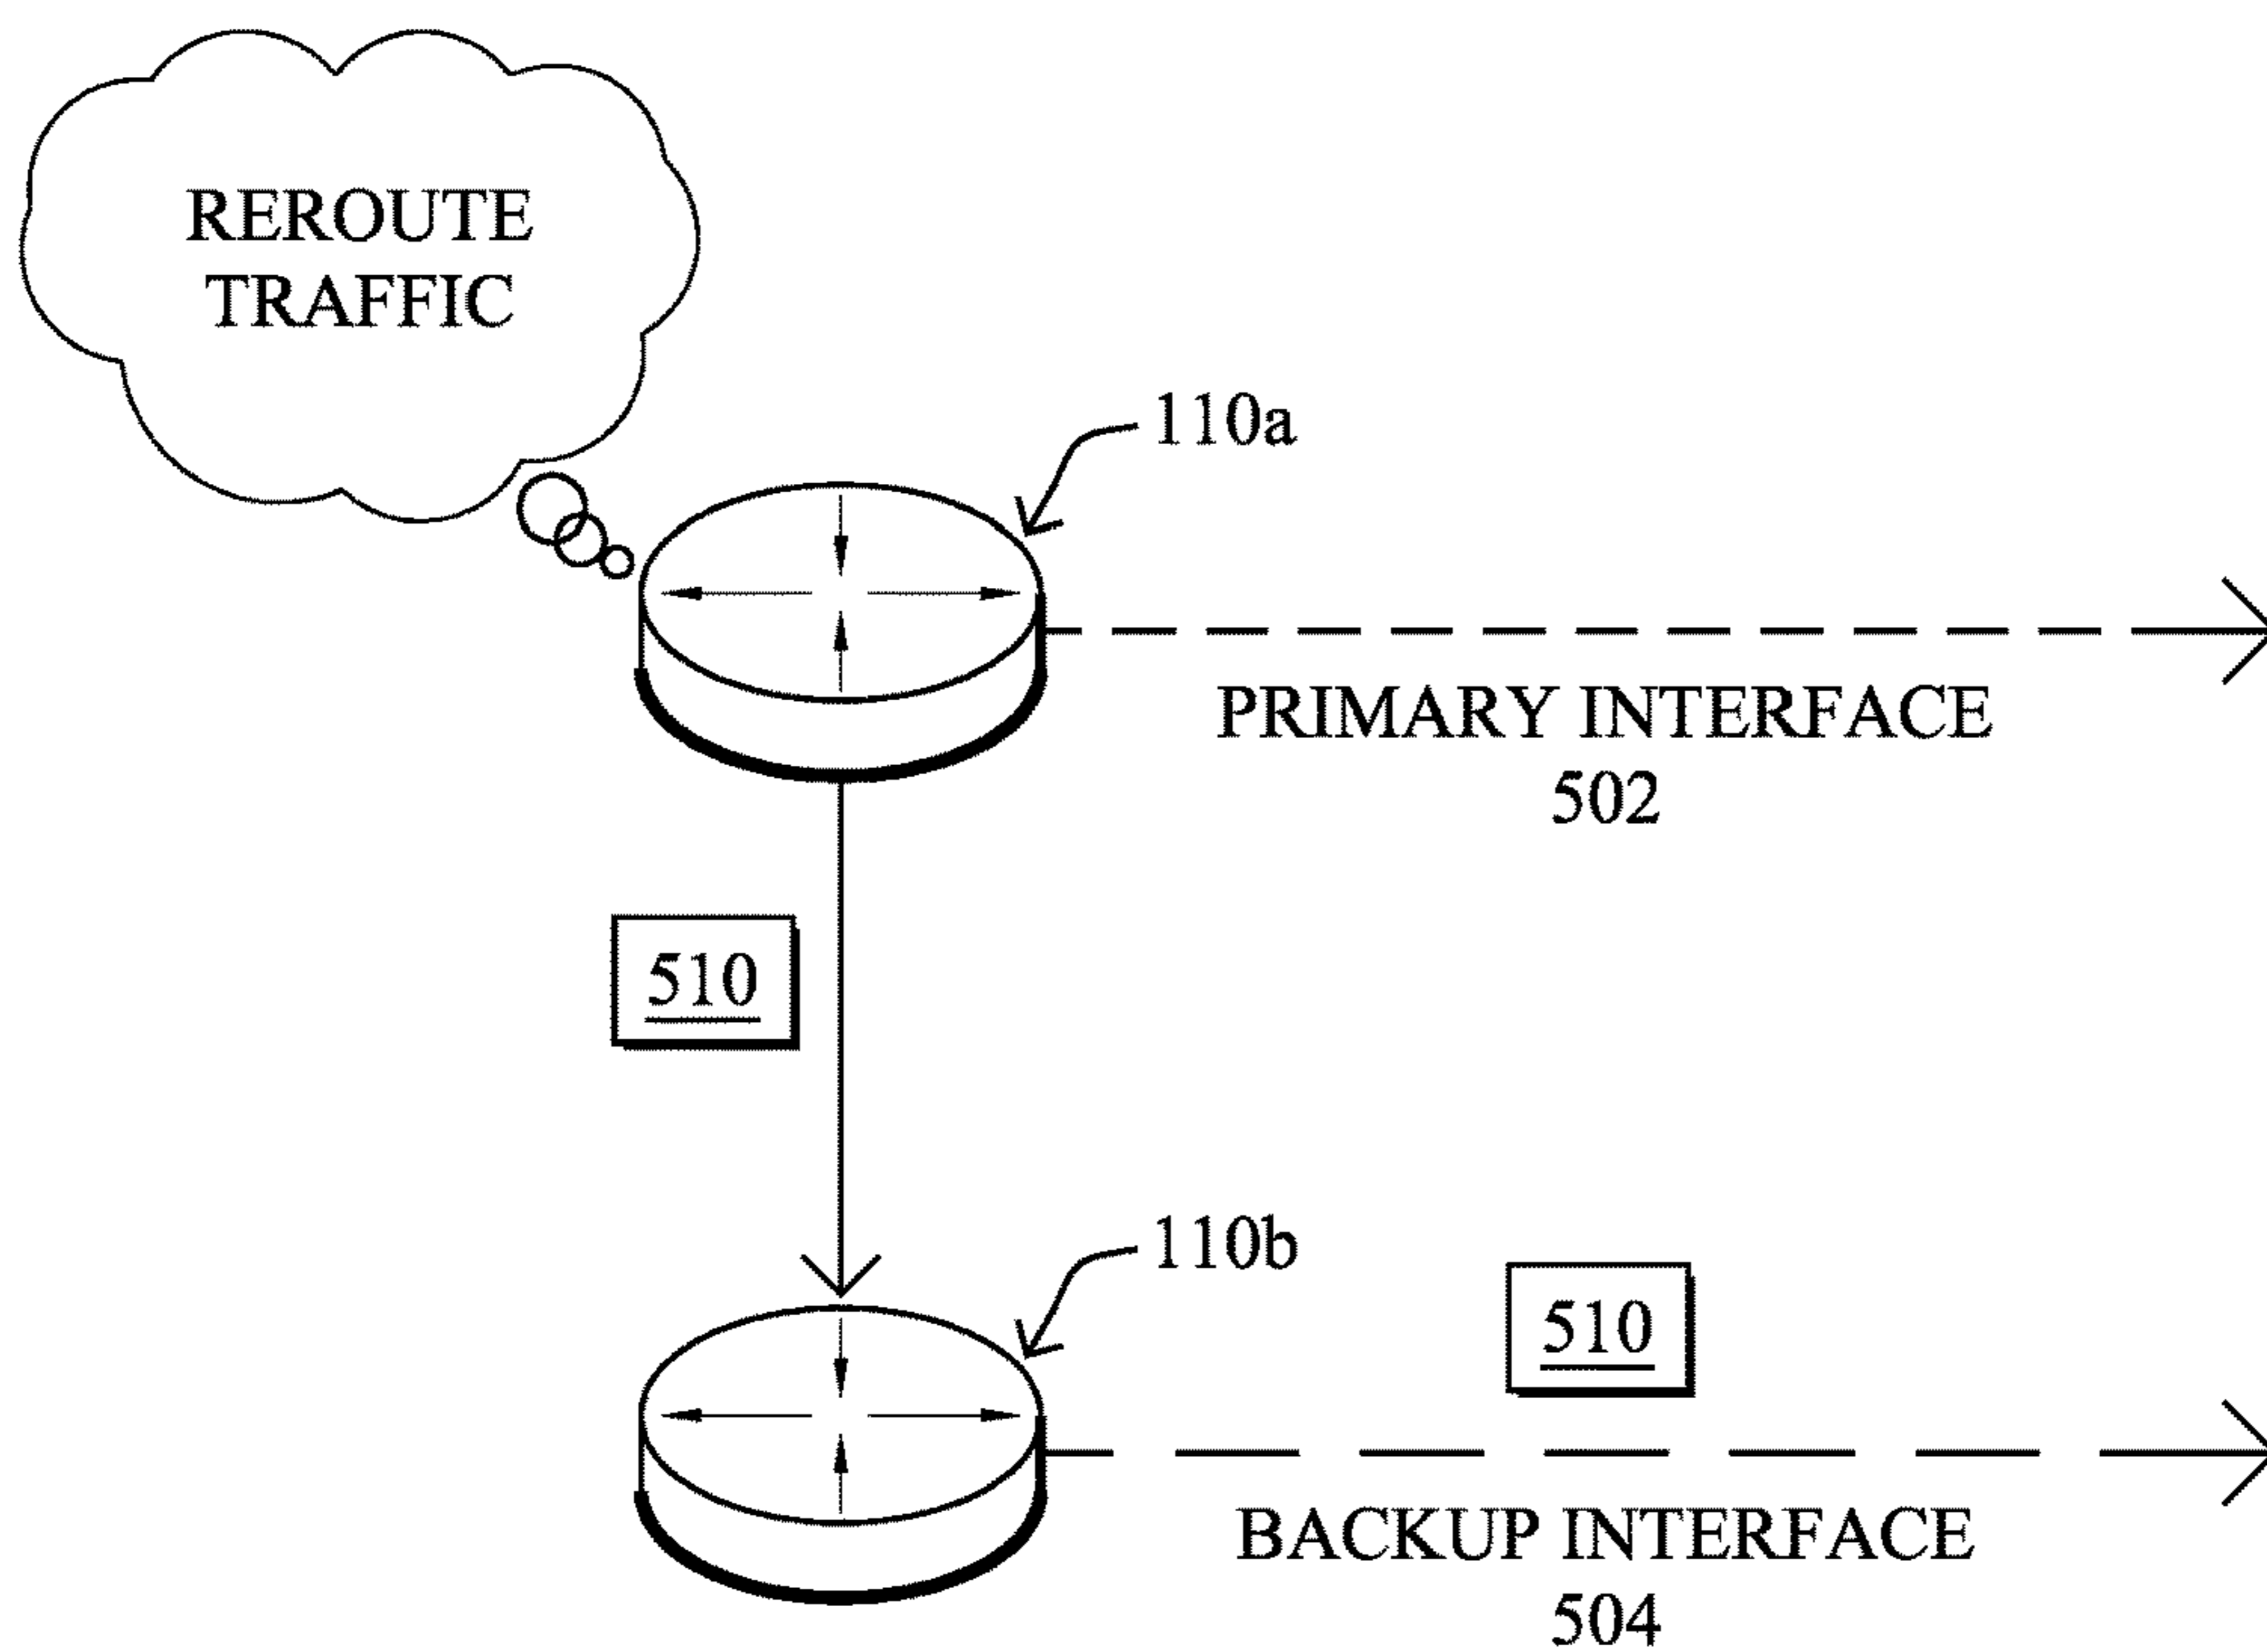 REROUTE
TRAFFIC
110a
PRIMARY INTERFACE
502
510
110b
510
BACKUP INTERFACE
504